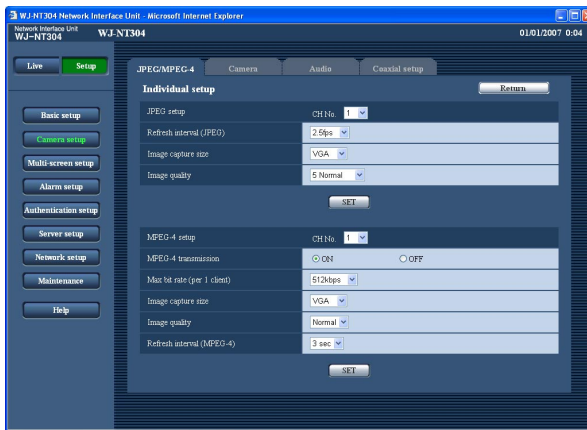 WJ-NT304 Network Interface Unit - Microsoft Internet Explorer
Network Interface Unit
WJ-NT304 WJ-NT304 01/01/2007 0:04
Live Setup
JPEG/MPEG-4 Camera Audio Coaxial setup
Individual setup Return
Basic setup
Camera setup
Multi-screen setup
Alarm setup
Authentication setup
Server setup
Network setup
Maintenance
Help
JPEG setup CH No. 1
Refresh interval (JPEG) 2.5fps
Image capture size VGA
Image quality 5 Normal
SET
MPEG-4 setup CH No. 1
MPEG-4 transmission ON OFF
Max bit rate (per 1 client) 512kbps
Image capture size VGA
Image quality Normal
Refresh interval (MPEG-4) 3 sec
SET